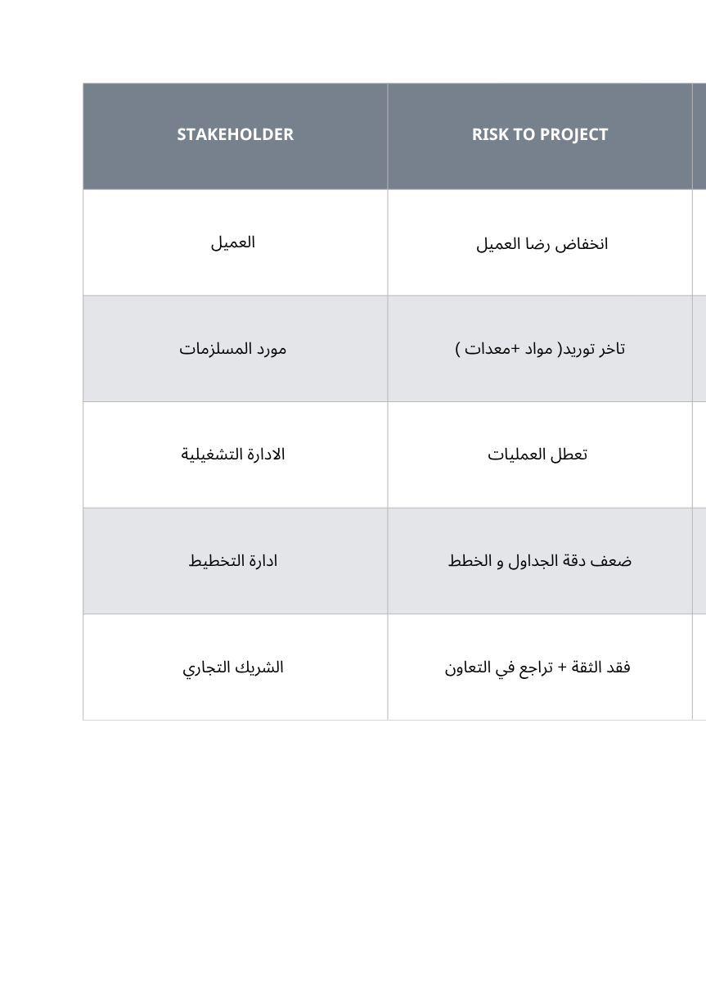 STAKEHOLDER	RISK TO PROJECT
العميل	انخفاض رضا العميل
مورد المسلزمات	تاخر توريد( مواد +معدات )
الادارة التشغيلية	تعطل العمليات
ادارة التخطيط	ضعف دقة الجداول و الخطط
الشريك التجاري	فقد الثقة + تراجع في التعاون